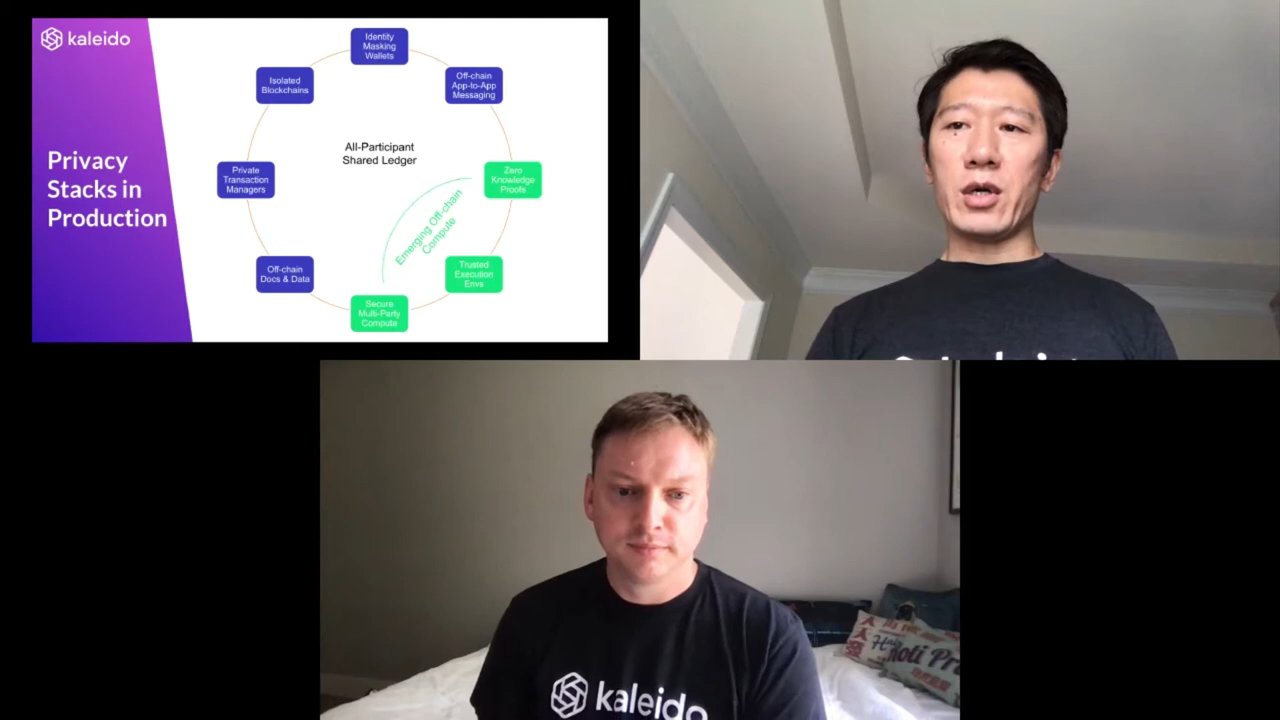 kaleido
Privacy
Stacks in
Production
Identity
Masking
Wallets
Off-chain
App-to-App
Messaging
Zero
Knowledge
Proofs
Trusted
Execution
Envs
Secure
Multi-Party
Compute
Off-chain
Docs & Data
Private
Transaction
Managers
Isolated
Blockchains
All-Participant
Shared Ledger
Emerging Off-chain
Compute
kaleido